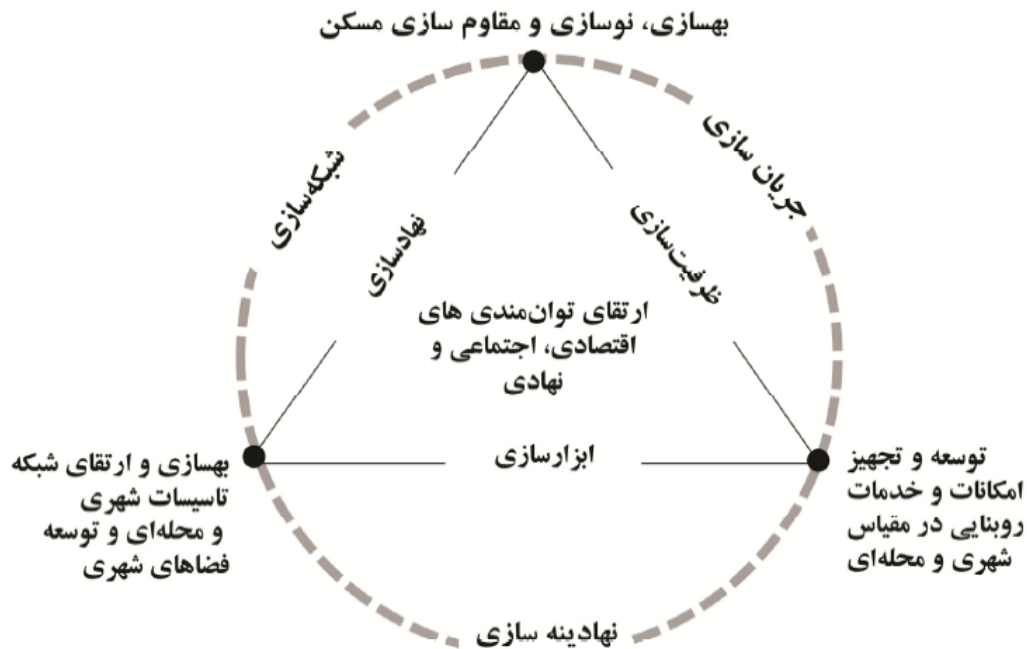 بهسازی، نوسازی و مقاوم سازی مسکن
جریان سازی
شبکه‌سازی
ظرفیت‌سازی
نهادسازی
ارتقای توان‌مندی های
اقتصادی، اجتماعی و
نهادی
ابزارسازی
توسعه و تجهیز
امکانات و خدمات
روبنایی در مقیاس
شهری و محله‌ای
بهسازی و ارتقای شبکه
تاسیسات شهری
و محله‌ای و توسعه
فضاهای شهری
نهادینه سازی